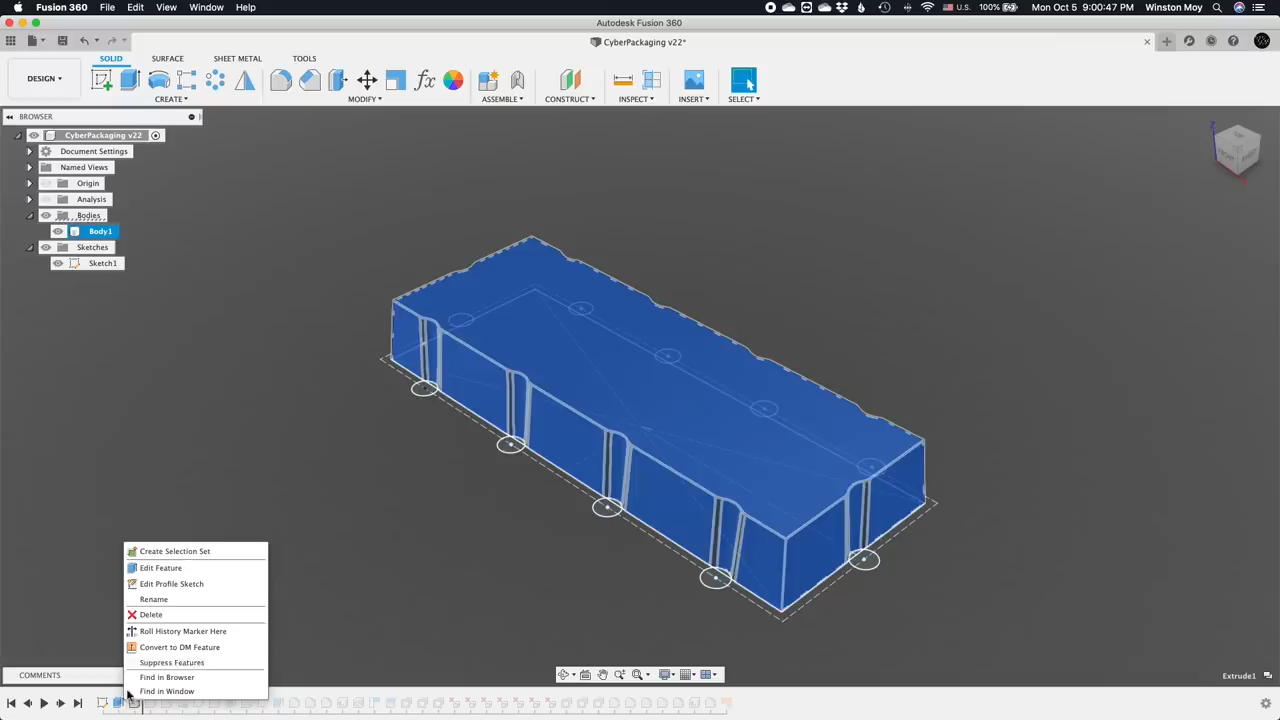 Fusion 360 File Edit View Window Help
100% Mon Oct 5 9:00:47 PM Winston Moy
Autodesk Fusion 360
CyberPackaging v22*
SOLID SURFACE SHEET METAL TOOLS
DESIGN
CREATE MODIFY ASSEMBLE CONSTRUCT INSPECT INSERT SELECT
BROWSER
CyberPackaging v22
Document Settings
Named Views
Origin
Analysis
Bodies
Body1
Sketches
Sketch1
Z
Create Selection Set
Edit Feature
Edit Profile Sketch
Rename
Delete
Roll History Marker Here
Convert to DM Feature
Suppress Features
Find in Browser
Find in Window
COMMENTS
Extrude1